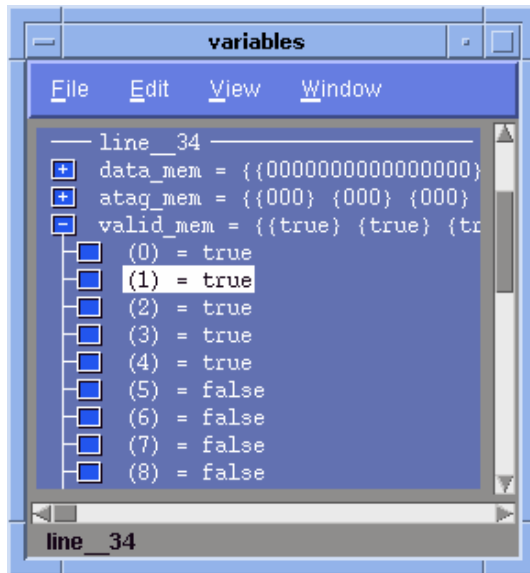 variables
File Edit View Window
line__34
data_mem = {{0000000000000000}
atag_mem = {{000} {000} {000}
valid_mem = {{true} {true} {tr
(0) = true
(1) = true
(2) = true
(3) = true
(4) = true
(5) = false
(6) = false
(7) = false
(8) = false
line__34